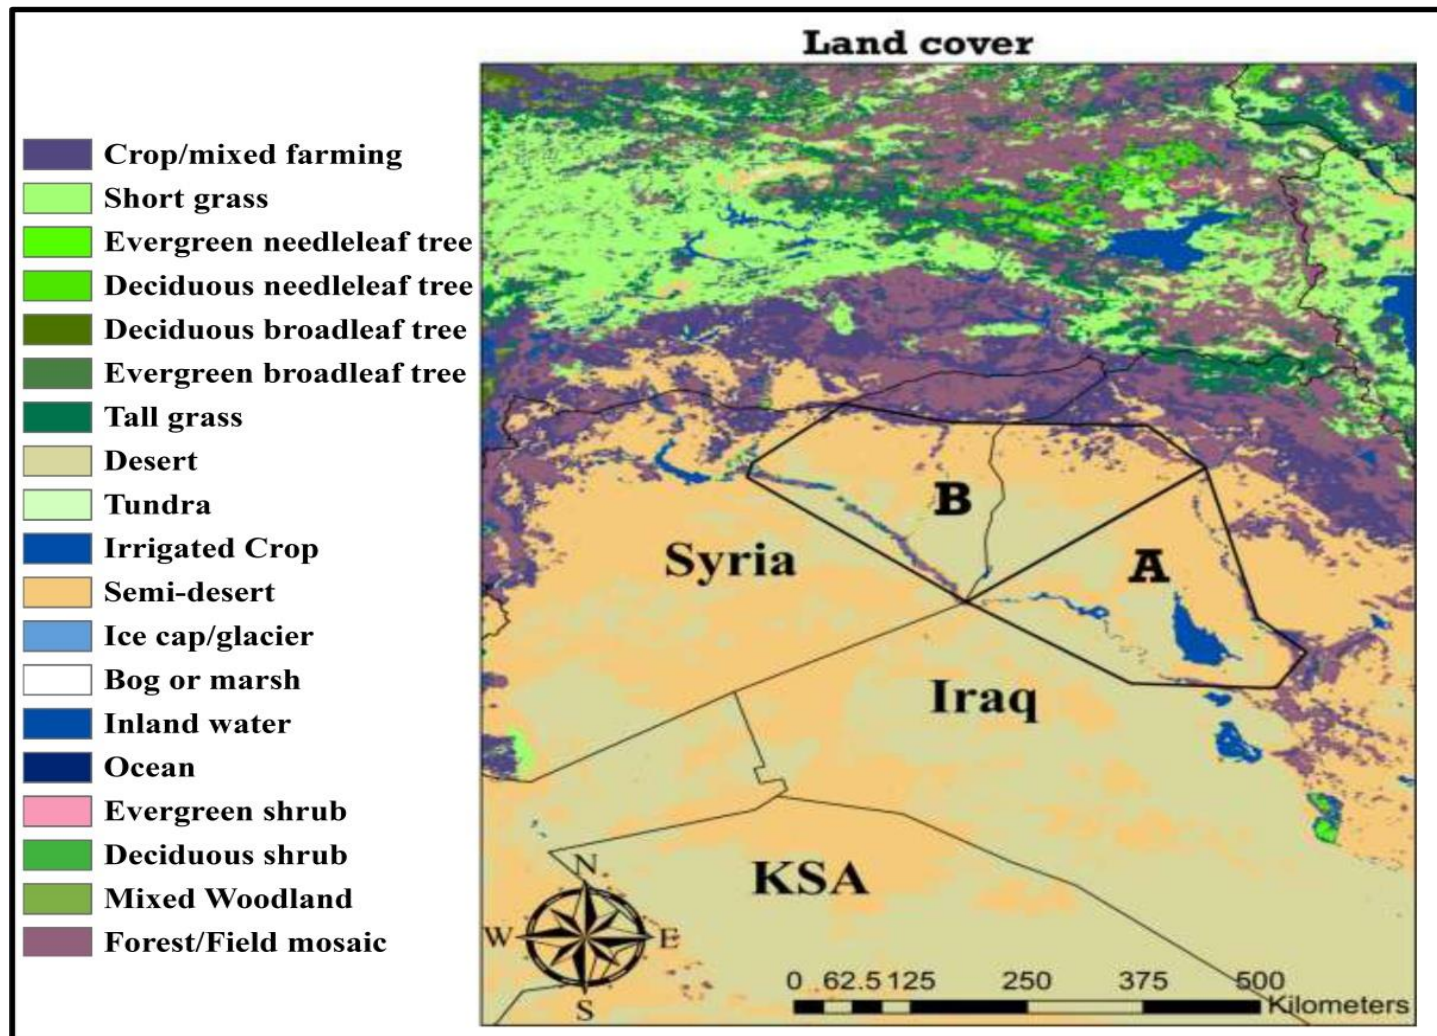 Land cover
Crop/mixed farming
Short grass
Evergreen needleleaf tree
Deciduous needleleaf tree
Deciduous broadleaf tree
Evergreen broadleaf tree
Tall grass
Desert
Tundra
Irrigated Crop
Semi-desert
Ice cap/glacier
Bog or marsh
Inland water
Ocean
Evergreen shrub
Deciduous shrub
Mixed Woodland
Forest/Field mosaic
B
A
Syria
Iraq
KSA
N
W E
S
0 62.5 125 250 375 500
Kilometers